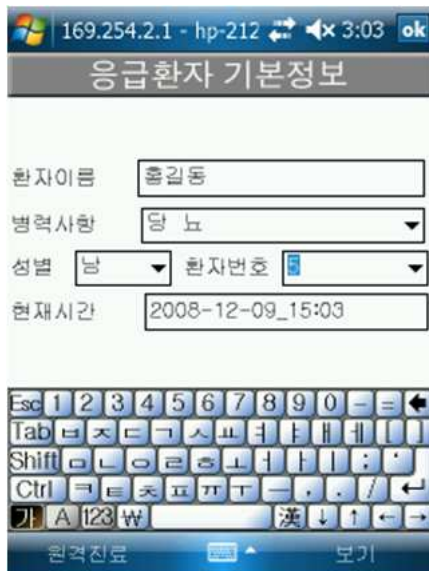 169.254.2.1 - hp-212 3:03 ok
응급환자 기본정보
환자이름 홍길동
병력사항 당 뇨
성별 남 환자번호 5
현재시간 2008-12-09_15:03
Esc 1 2 3 4 5 6 7 8 9 0 - =
Tab ㅂ ㅈ ㄷ ㄱ ㅅ ㅛ ㅕ ㅑ ㅐ ㅔ [ ]
Shift ㅁ ㄴ ㅇ ㄹ ㅎ ㅗ ㅓ ㅏ ㅣ ; '
Ctrl ㅋ ㅌ ㅊ ㅍ ㅠ ㅜ ㅡ , . /
가 A 123 ₩ 漢 ↓ ↑ ← →
원격진료 보기